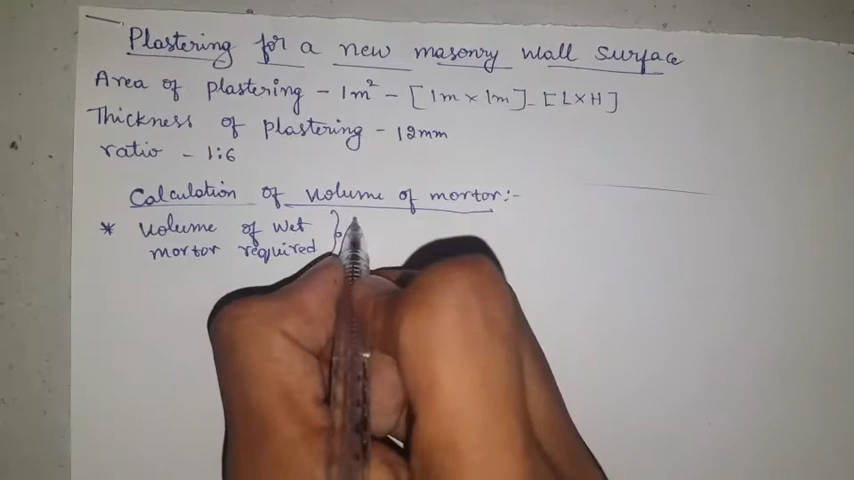 Plastering for a new masonry wall surface
Area of plastering - 1m² - [1m × 1m] - [L×H]
Thickness of plastering - 12mm
ratio - 1:6
Calculation of volume of mortor:-
* Volume of wet
mortor required }